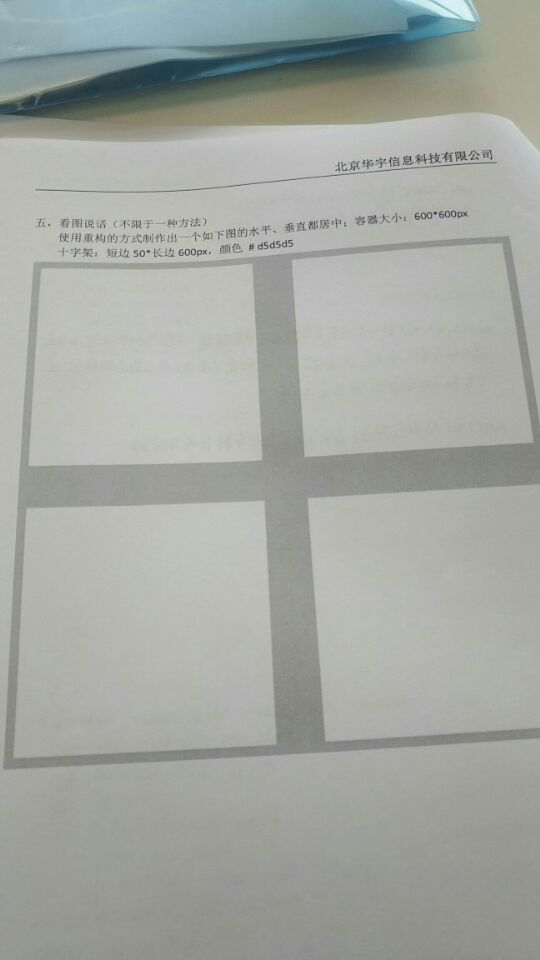 北京华宇信息科技有限公司
五，看图说话（不限于一种方法）
使用重构的方式制作出一个如下图的水平、垂直都居中；容器大小：600*600px
十字架：短边 50*长边 600px，颜色 #d5d5d5